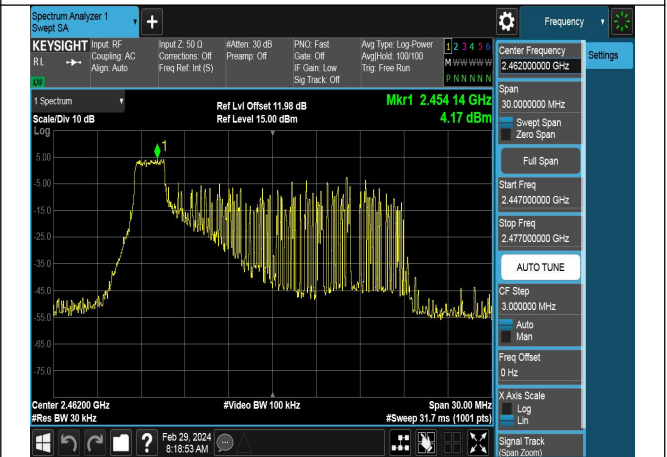 Spectrum Analyzer 1
Swept SA
+
Frequency
KEYSIGHT
RL
Input: RF
Coupling: AC
Align: Auto
Input Z: 50 Ω
Corrections: Off
Freq Ref: Int (S)
#Atten: 30 dB
Preamp: Off
PNO: Fast
Gate: Off
IF Gain: Low
Sig Track: Off
Avg Type: Log-Power
Avg|Hold: 100/100
Trig: Free Run
1 2 3 4 5 6
M W W W W W
P N N N N N
Center Frequency
2.462000000 GHz
Settings
Span
30.0000000 MHz
Swept Span
Zero Span
Full Span
Start Freq
2.447000000 GHz
Stop Freq
2.477000000 GHz
AUTO TUNE
CF Step
3.000000 MHz
Auto
Man
Freq Offset
0 Hz
X Axis Scale
Log
Lin
Signal Track
(Span Zoom)
1 Spectrum
Scale/Div 10 dB
Log
Ref Lvl Offset 11.98 dB
Ref Level 15.00 dBm
Mkr1 2.454 14 GHz
4.17 dBm
1
5.00
-5.00
-15.0
-25.0
-35.0
-45.0
-55.0
-65.0
-75.0
Center 2.46200 GHz
#Res BW 30 kHz
#Video BW 100 kHz
Span 30.00 MHz
#Sweep 31.7 ms (1001 pts)
?
Feb 29, 2024
8:18:53 AM